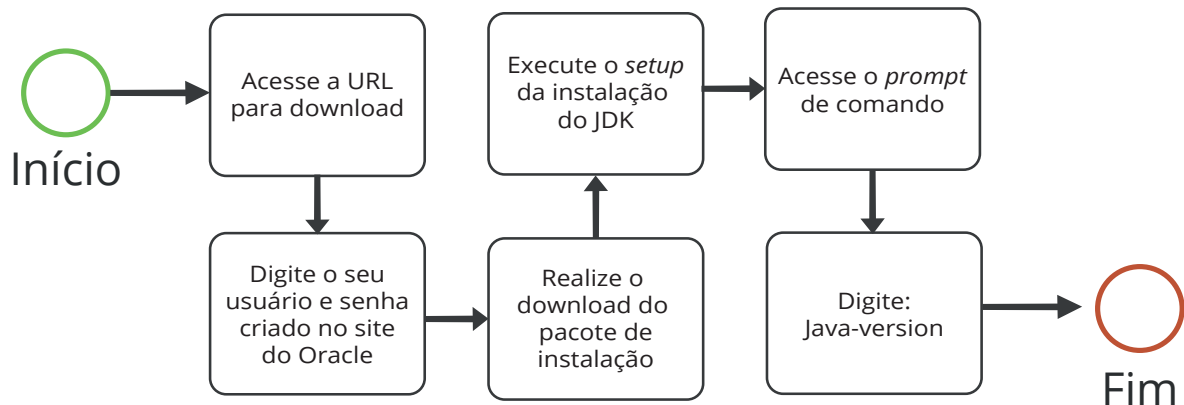 Início
Acesse a URL
para download
Digite o seu
usuário e senha
criado no site
do Oracle
Realize o
download do
pacote de
instalação
Execute o setup
da instalação
do JDK
Acesse o prompt
de comando
Digite:
Java-version
Fim